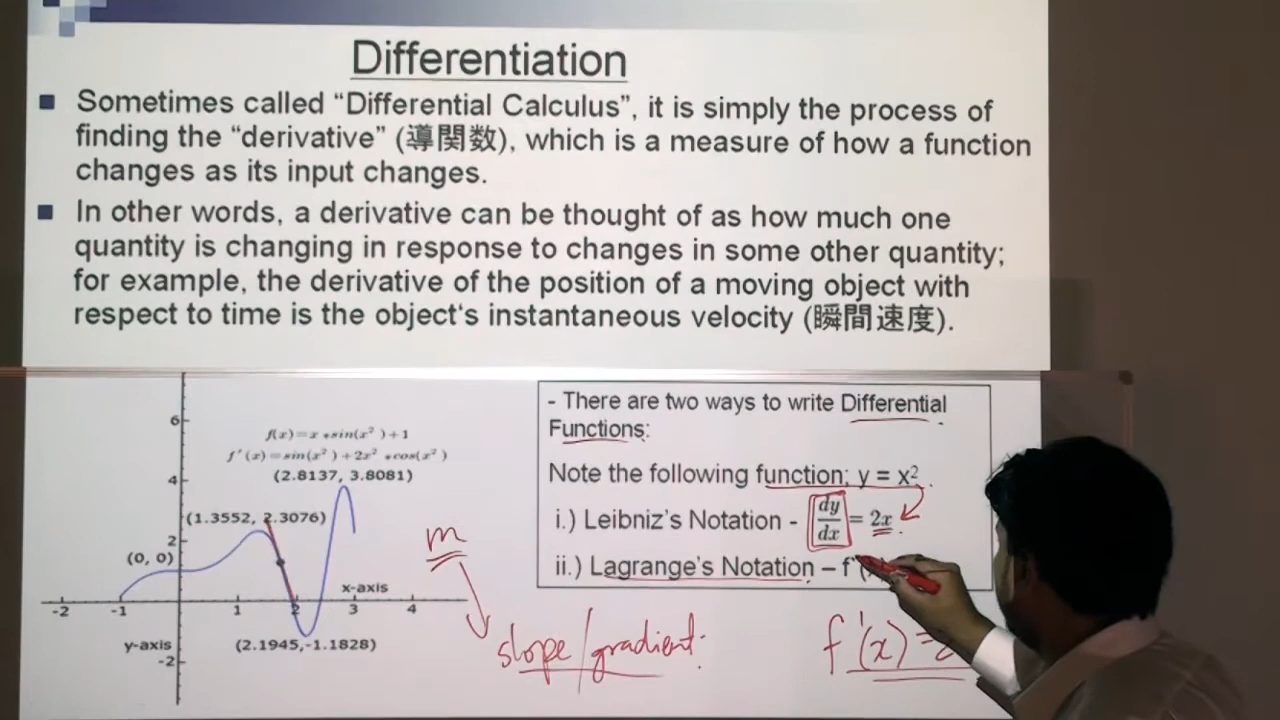 Differentiation
Sometimes called “Differential Calculus”, it is simply the process of
finding the “derivative” (導関数), which is a measure of how a function
changes as its input changes.
In other words, a derivative can be thought of as how much one
quantity is changing in response to changes in some other quantity;
for example, the derivative of the position of a moving object with
respect to time is the object‘s instantaneous velocity (瞬間速度).
6
f(x)=x*sin(x²)+1
f'(x)=sin(x²)+2x²*cos(x²)
(2.8137, 3.8081)
4
(1.3552, 2.3076)
2
(0, 0)
x-axis
-2 -1 1 2 3 4
y-axis
(2.1945,-1.1828)
-2
m
slope/gradient.
- There are two ways to write Differential
Functions:
Note the following function; y = x²
i.) Leibniz's Notation - dy/dx = 2x
ii.) Lagrange's Notation – f'(
f'(x) =